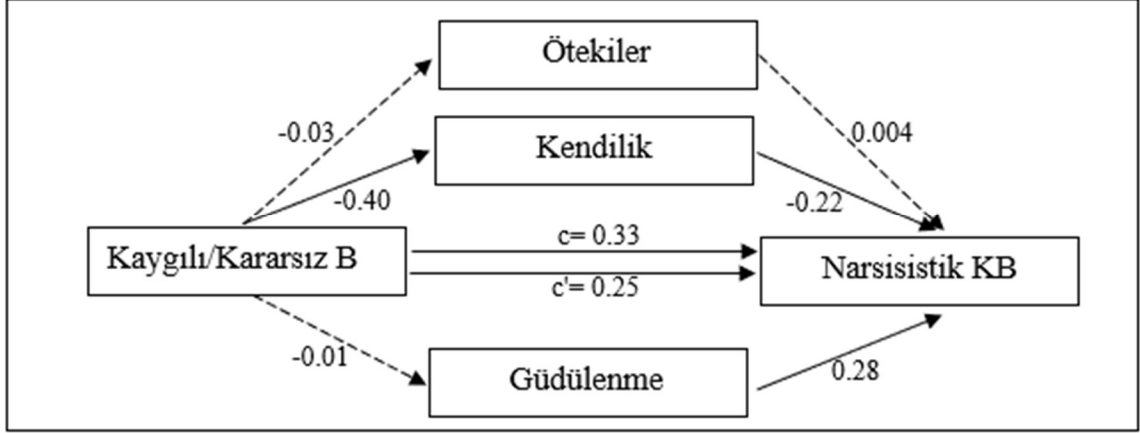 Ötekiler
-0.03
0.004
Kendilik
-0.40
-0.22
Kaygılı/Kararsız B
c= 0.33
c'= 0.25
Narsisistik KB
-0.01
Güdülenme
0.28